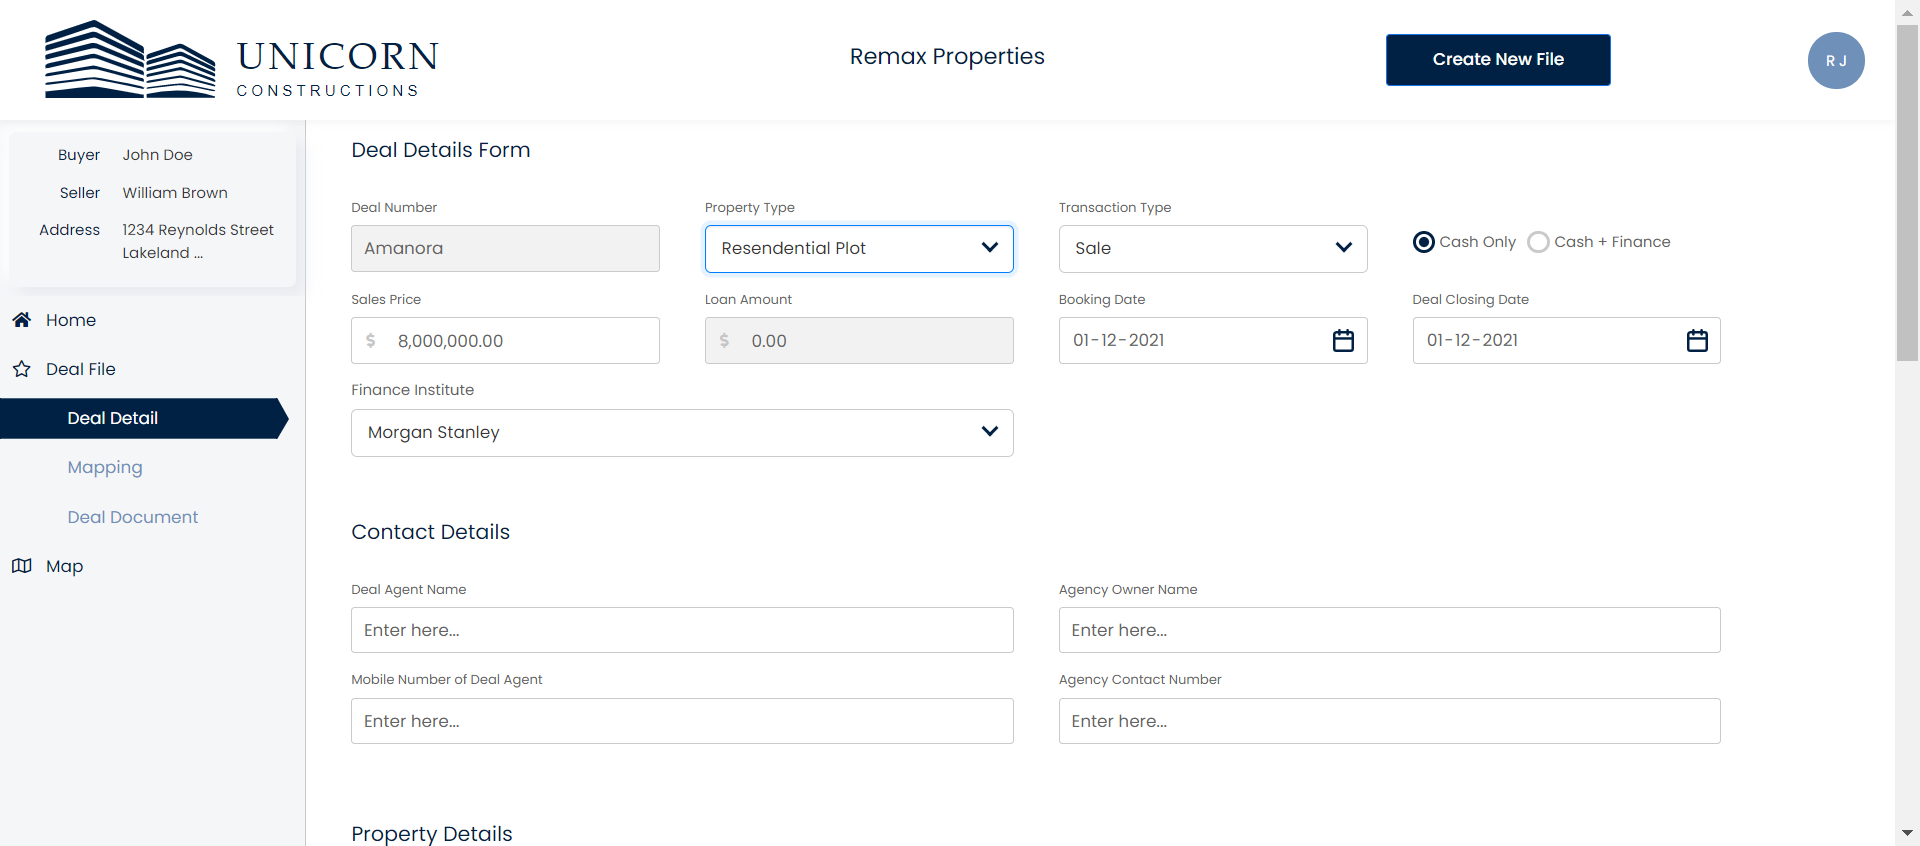 UNICORN
CONSTRUCTIONS
Remax Properties
Create New File
R J
Buyer John Doe
Seller William Brown
Address 1234 Reynolds Street
Lakeland ...
Home
Deal File
Deal Detail
Mapping
Deal Document
Map
Deal Details Form
Deal Number Property Type Transaction Type
Amanora Resendential Plot Sale Cash Only Cash + Finance
Sales Price Loan Amount Booking Date Deal Closing Date
$ 8,000,000.00 $ 0.00 01-12-2021 01-12-2021
Finance Institute
Morgan Stanley
Contact Details
Deal Agent Name Agency Owner Name
Enter here... Enter here...
Mobile Number of Deal Agent Agency Contact Number
Enter here... Enter here...
Property Details